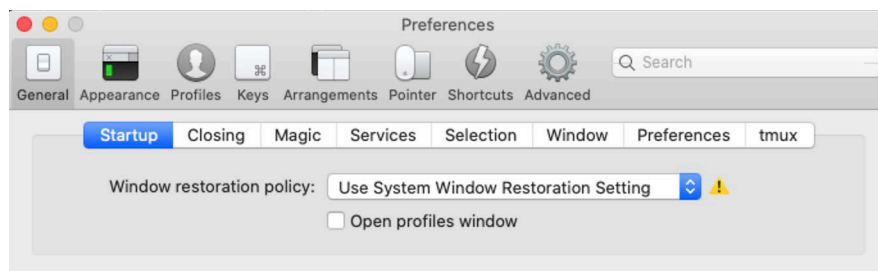 Preferences
Search
General Appearance Profiles Keys Arrangements Pointer Shortcuts Advanced
Startup Closing Magic Services Selection Window Preferences tmux
Window restoration policy: Use System Window Restoration Setting
Open profiles window